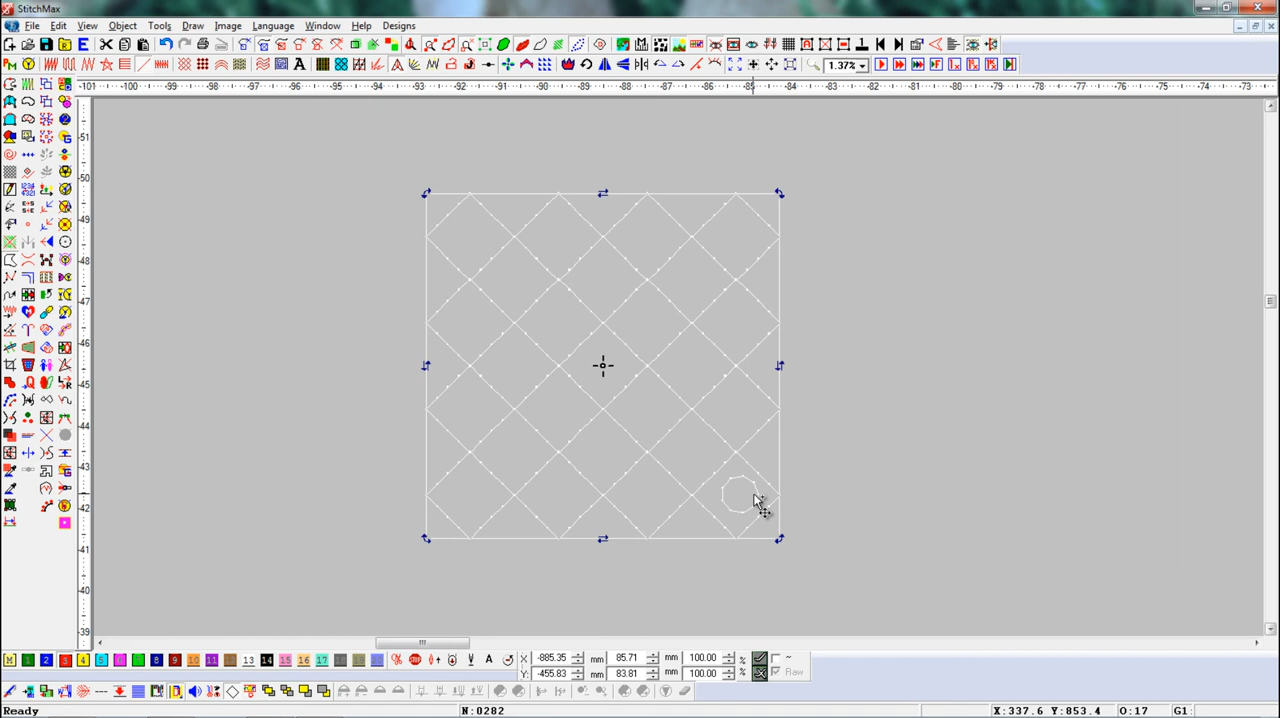 StitchMax
File Edit View Object Tools Draw Image Language Window Help Designs
1.37%
-101 -100 -99 -98 -97 -96 -95 -94 -93 -92 -91 -90 -89 -88 -87 -86 -85 -84 -83 -82 -81 -80 -79 -78 -77 -76 -75 -74 -73
-51
-50
-49
-48
-47
-46
-45
-44
-43
-42
-41
-40
-39
M 1 2 3 4 5 6 7 8 9 10 11 12 13 14 15 16 17 18 19 20
X -885.35 mm 85.71 mm 100.00 %
Y: -455.83 mm 83.81 mm 100.00 %
~
Flaw
Ready N:0282 X:337.6 Y:853.4 O:17 G1: